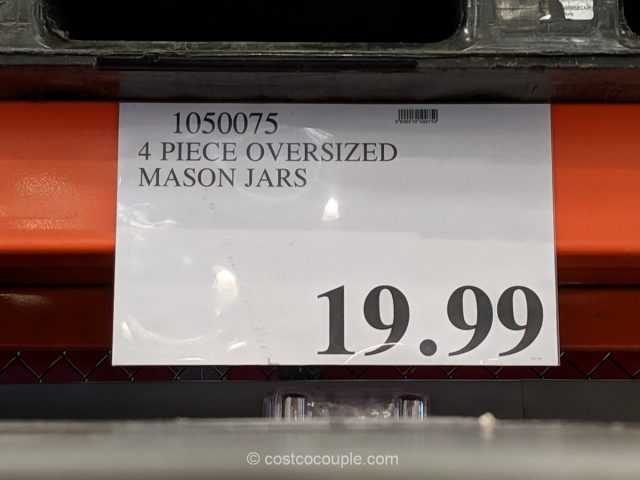 1050075
4 PIECE OVERSIZED
MASON JARS
19.99
© costcocouple.com